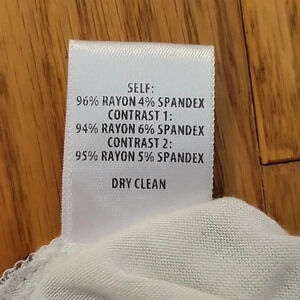 SELF:
96% RAYON 4% SPANDEX
CONTRAST 1:
94% RAYON 6% SPANDEX
CONTRAST 2:
95% RAYON 5% SPANDEX
DRY CLEAN